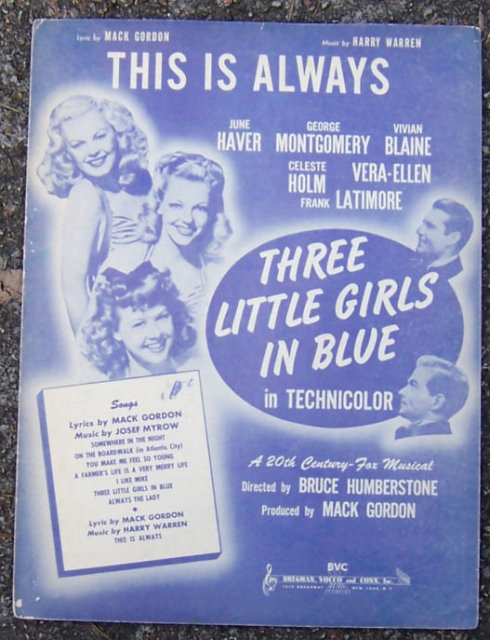 Lyric by MACK GORDON
Music by HARRY WARREN
THIS IS ALWAYS
JUNE HAVER
GEORGE MONTGOMERY
VIVIAN BLAINE
CELESTE HOLM
VERA-ELLEN
FRANK LATIMORE
THREE
LITTLE GIRLS
IN BLUE
in TECHNICOLOR
Songs
Lyrics by MACK GORDON
Music by JOSEF MYROW
SOMEWHERE IN THE NIGHT
ON THE BOARDWALK (in Atlantic City)
YOU MAKE ME FEEL SO YOUNG
A FARMER'S LIFE IS A VERY MERRY LIFE
I LIKE MIKE
THREE LITTLE GIRLS IN BLUE
ALWAYS THE LADY
Lyric by MACK GORDON
Music by HARRY WARREN
THIS IS ALWAYS
A 20th Century-Fox Musical
Directed by BRUCE HUMBERSTONE
Produced by MACK GORDON
BVC
BREGMAN, VOCCO and CONN, Inc.
1619 BROADWAY NEW YORK, N. Y.